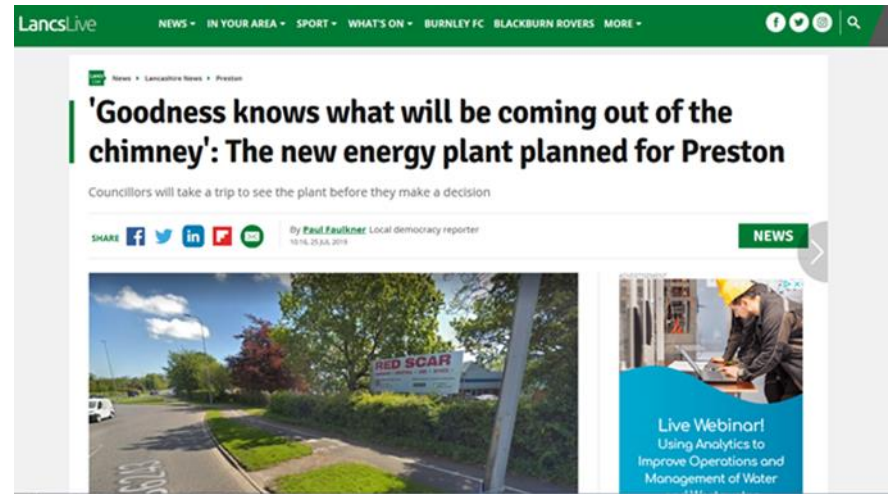 LancsLive
NEWS IN YOUR AREA SPORT WHAT'S ON BURNLEY FC BLACKBURN ROVERS MORE
News Lancashire News Preston
'Goodness knows what will be coming out of the
chimney': The new energy plant planned for Preston
Councillors will take a trip to see the plant before they make a decision
SHARE
By Paul Faulkner Local democracy reporter
10:16, 25 JUL 2019
NEWS
ADVERTISEMENT
RED SCAR
Live Webinar!
Using Analytics to
Improve Operations and
Management of Water